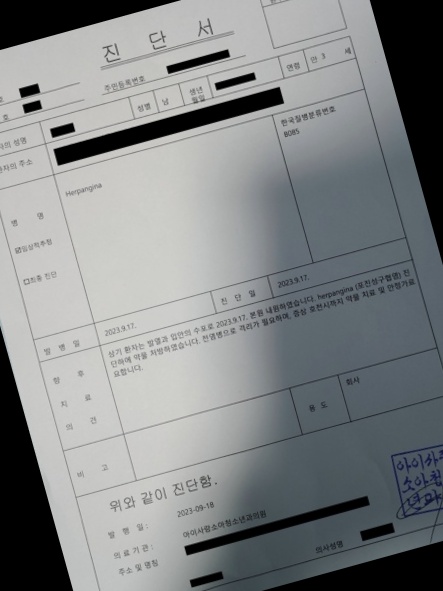 진 단 서
주민등록번호
성별 남 생년월일 연령 만 3 세
자의 성명
환자의 주소
한국질병분류번호
B085
병 명
Herpangina
☑임상적추정
☐최종 진단
발 병 일 2023.9.17. 진 단 일 2023.9.17.
향 후 치 료 의 견
상기 환자는 발열과 입안의 수포로 2023.9.17. 본원 내원하였습니다. herpangina (포진성구협염) 진
단하에 약물 처방하였습니다. 전염병으로 격리가 필요하며, 증상 호전시까지 약물 치료 및 안정가료
요합니다.
비 고 용 도 회사
위와 같이 진단함.
발 행 일 : 2023-09-18
의 료 기 관 : 아이사랑소아청소년과의원
주소 및 명칭
의사성명
아이사
소아청
년과